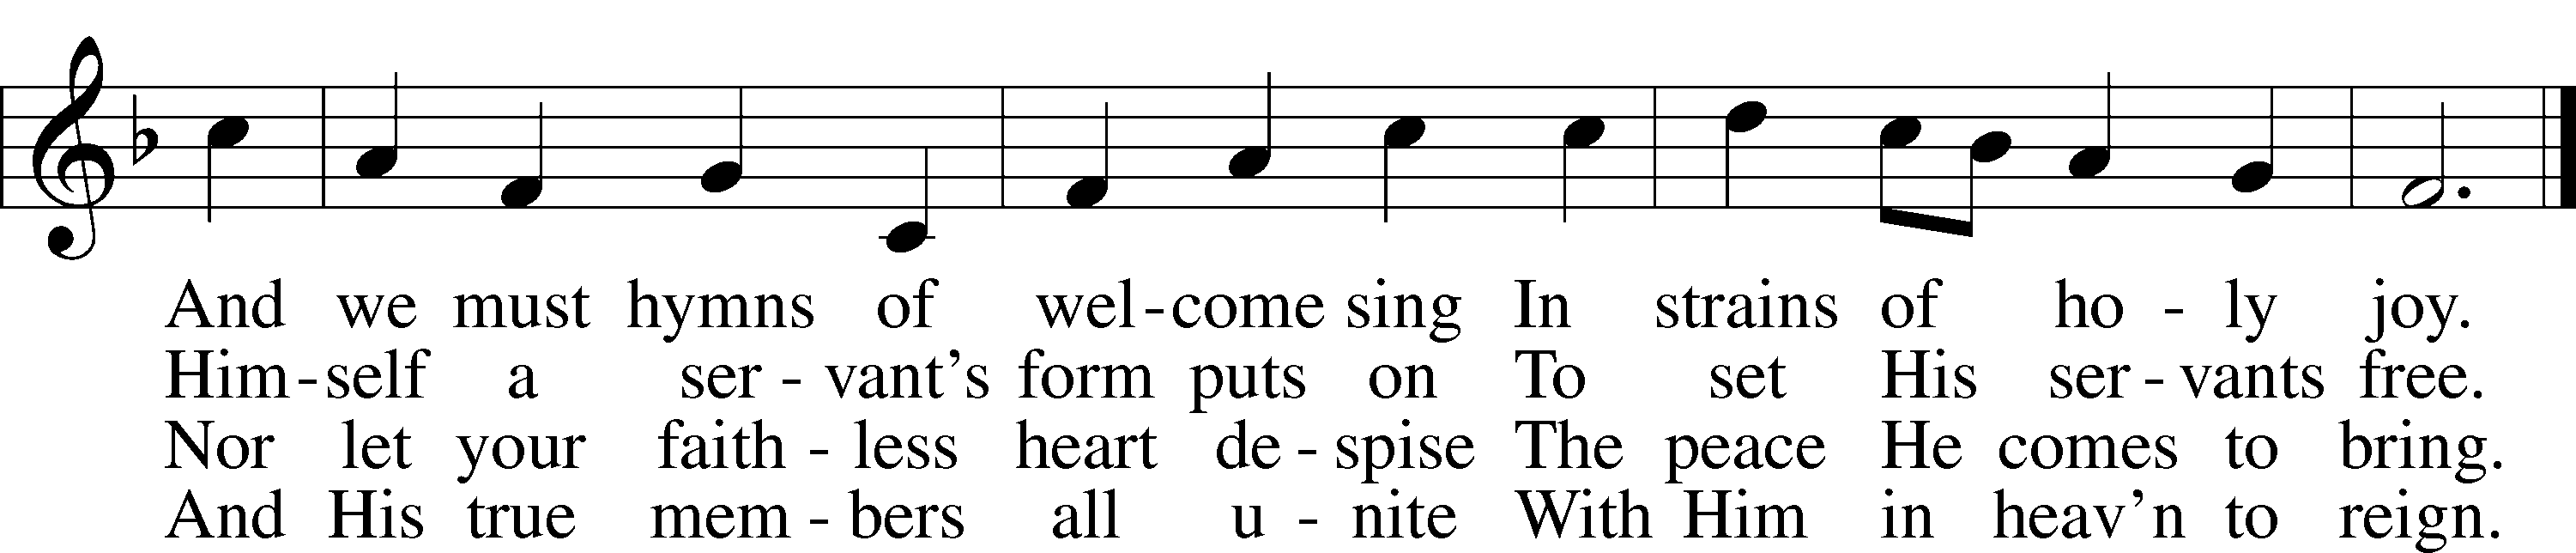 And we must hymns of wel-come sing In strains of ho - ly joy.
Him-self a ser - vant's form puts on To set His ser - vants free.
Nor let your faith - less heart de - spise The peace He comes to bring.
And His true mem - bers all u - nite With Him in heav'n to reign.